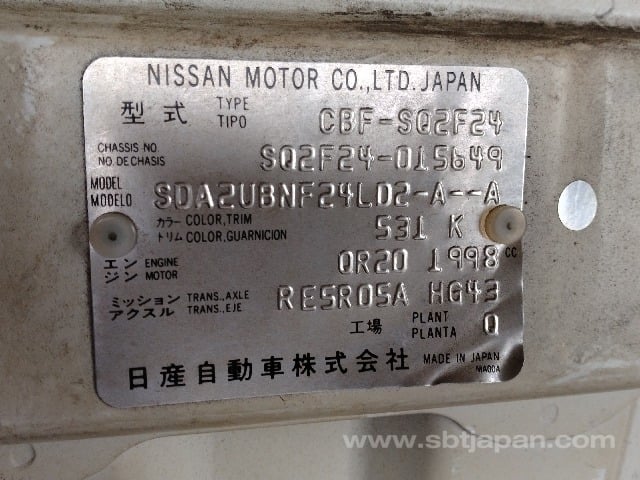 NISSAN MOTOR CO., LTD. JAPAN
型式 TYPE TIPO CBF-SQ2F24
CHASSIS NO. NO. DE CHASIS SQ2F24-015649
MODEL MODELO SDA2UBNF24LD2-A--A
カラー COLOR, TRIM トリム COLOR, GUARNICION 531 K
エンジン ENGINE MOTOR QR20 1998 CC
ミッション TRANS., AXLE アクスル TRANS., EJE RE5R05A HG43
工場 PLANT PLANTA Q
日産自動車株式会社 MADE IN JAPAN
www.sbtjapan.com